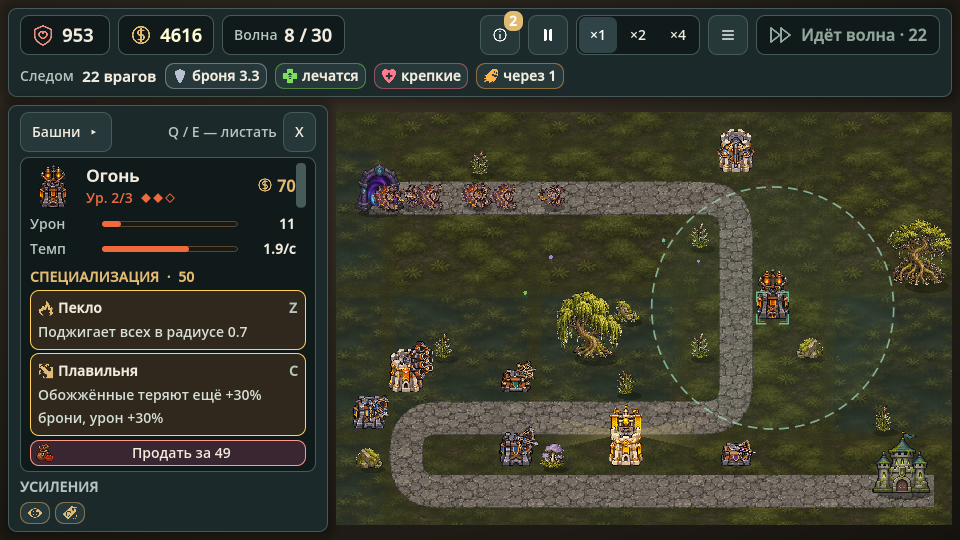 953
4616
Волна 8 / 30
2
×1
×2
×4
Идёт волна · 22
Следом 22 врагов
броня 3.3
лечатся
крепкие
через 1
Башни
Q / E — листать
X
Огонь
70
Ур. 2/3
Урон
11
Темп
1.9/с
СПЕЦИАЛИЗАЦИЯ · 50
Пекло
Z
Поджигает всех в радиусе 0.7
Плавильня
C
Обожжённые теряют ещё +30%
брони, урон +30%
Продать за 49
УСИЛЕНИЯ